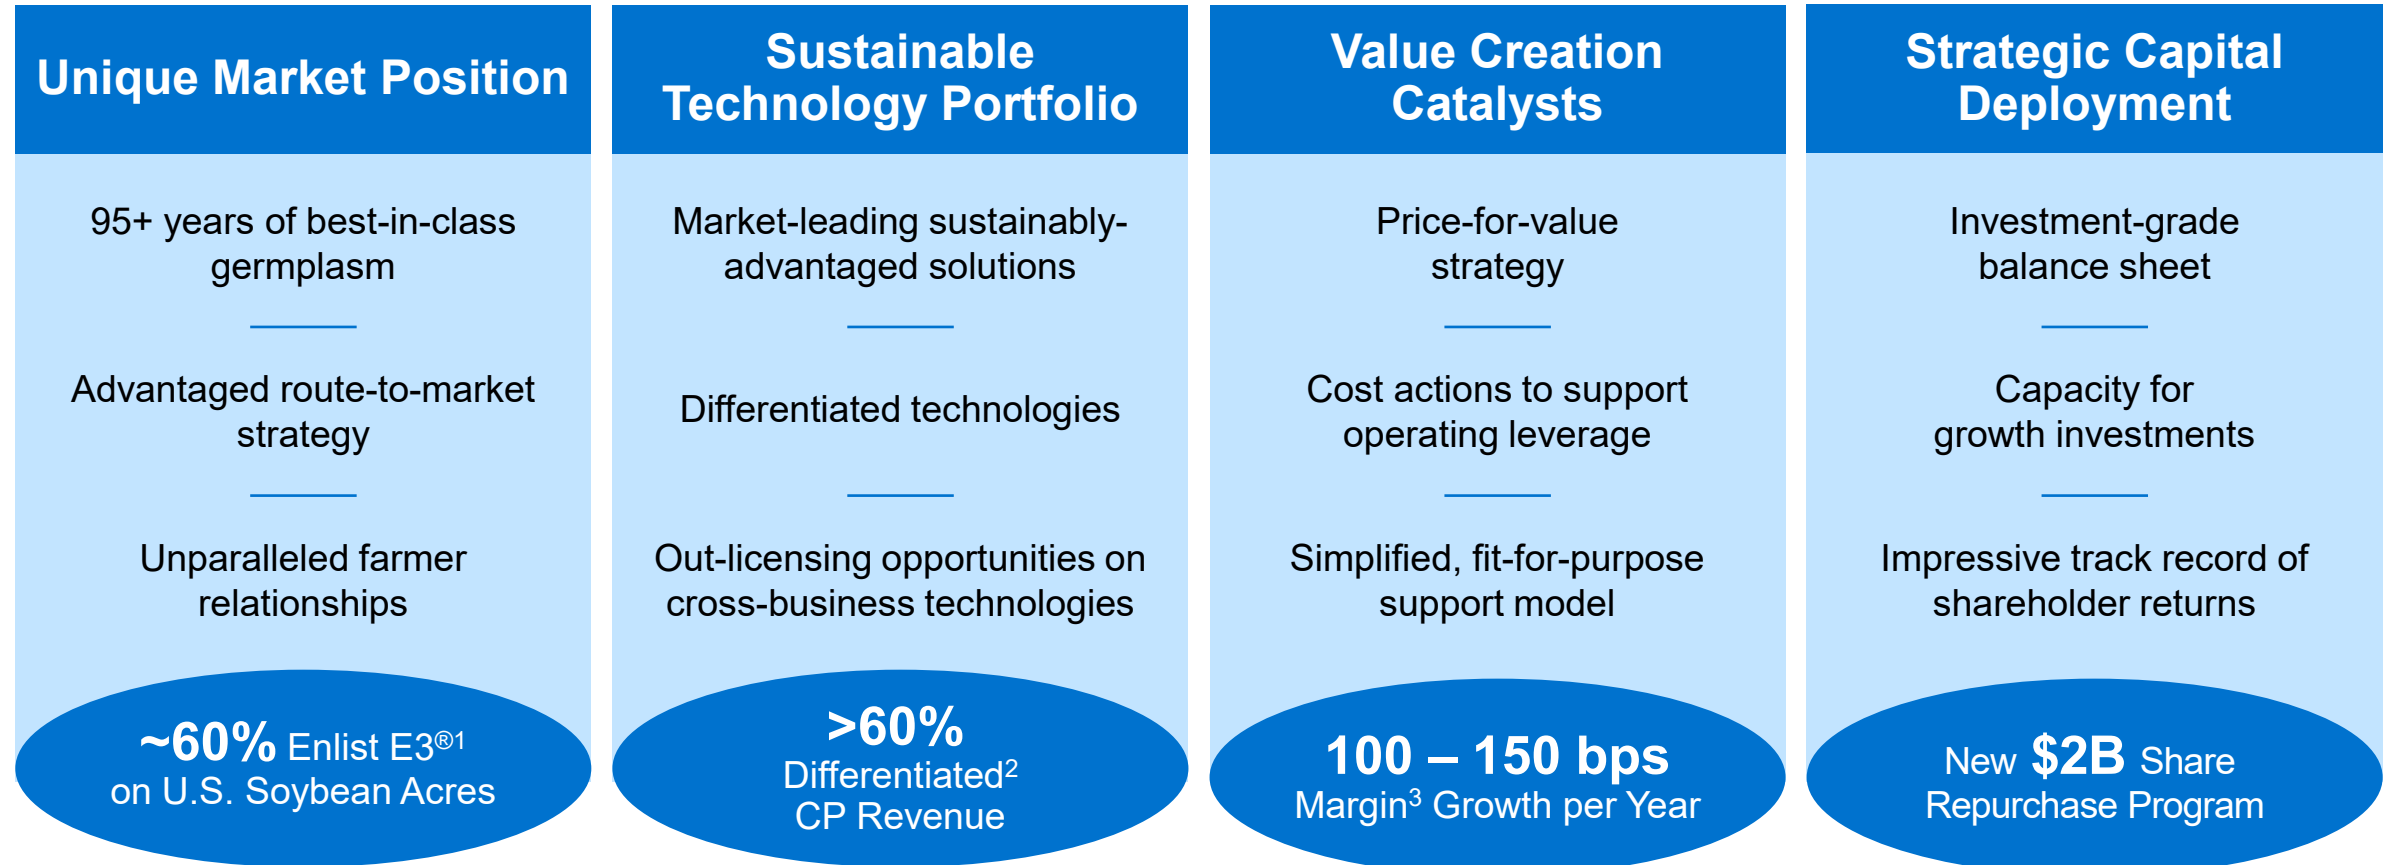 Unique Market Position
95+ years of best-in-class
germplasm
Advantaged route-to-market
strategy
Unparalleled farmer
relationships
~60% Enlist E3®1
on U.S. Soybean Acres
Sustainable
Technology Portfolio
Market-leading sustainably-
advantaged solutions
Differentiated technologies
Out-licensing opportunities on
cross-business technologies
>60%
Differentiated2
CP Revenue
Value Creation
Catalysts
Price-for-value
strategy
Cost actions to support
operating leverage
Simplified, fit-for-purpose
support model
100 – 150 bps
Margin3 Growth per Year
Strategic Capital
Deployment
Investment-grade
balance sheet
Capacity for
growth investments
Impressive track record of
shareholder returns
New $2B Share
Repurchase Program